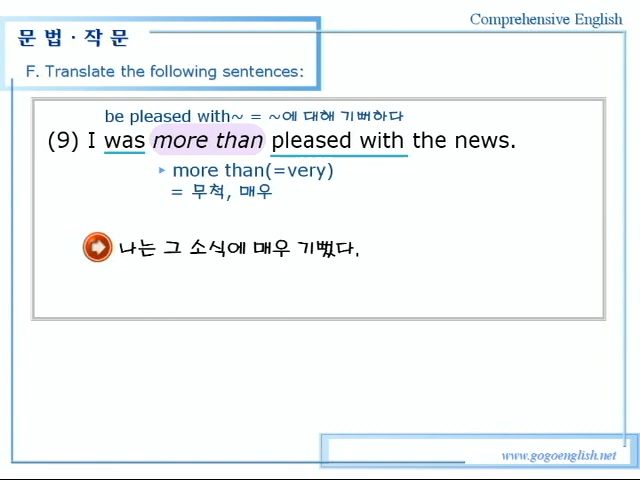 Comprehensive English
문 법 · 작 문
F. Translate the following sentences:
be pleased with~ = ~에 대해 기뻐하다
(9) I was more than pleased with the news.
▸ more than(=very)
= 무척, 매우
나는 그 소식에 매우 기뻤다.
www.gogoenglish.net